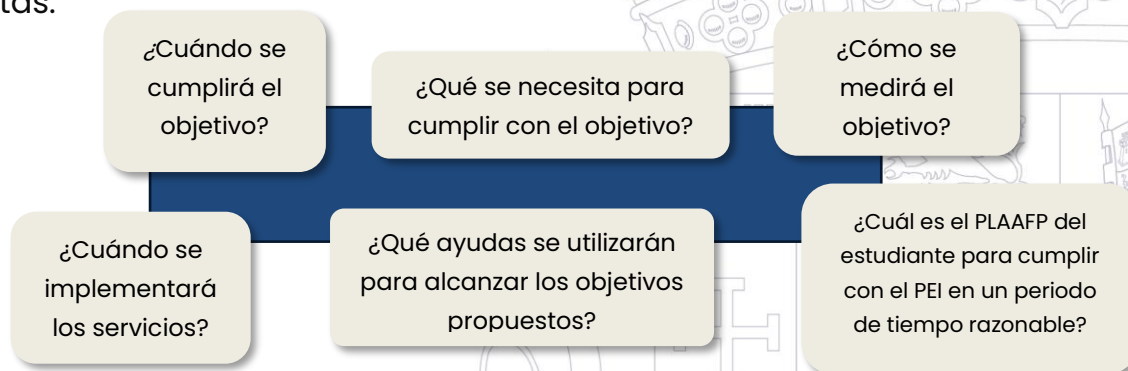 tas:
¿Cuándo se
cumplirá el
objetivo?
¿Qué se necesita para
cumplir con el objetivo?
¿Cómo se
medirá el
objetivo?
¿Cuándo se
implementará
los servicios?
¿Qué ayudas se utilizarán
para alcanzar los objetivos
propuestos?
¿Cuál es el PLAAFP del
estudiante para cumplir
con el PEI en un periodo
de tiempo razonable?